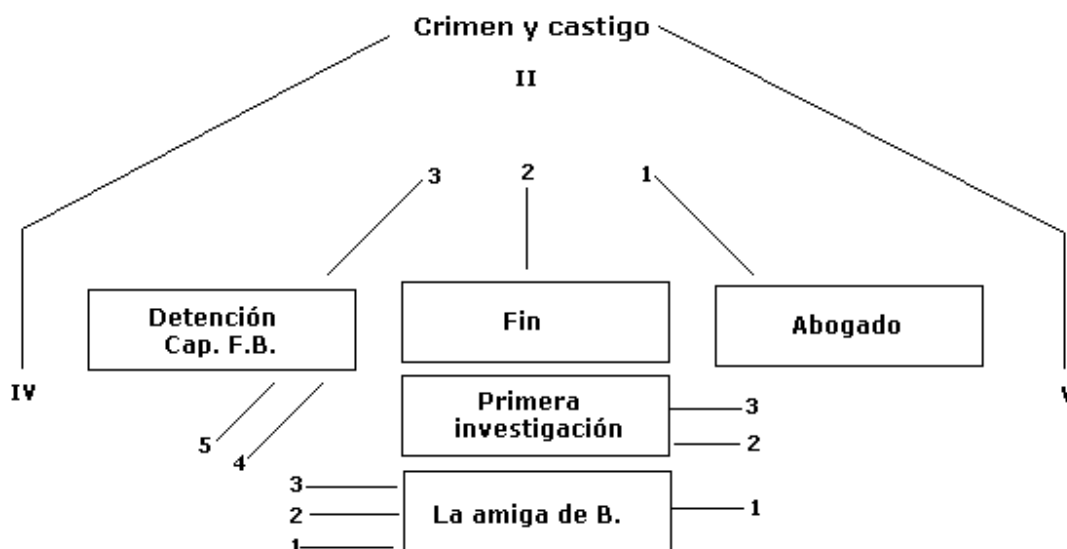 Crimen y castigo
II
3 2 1
Detención
Cap. F.B.
Fin
Abogado
IV
V
Primera
investigación
3
2
5
4
3
2
1
La amiga de B.
1